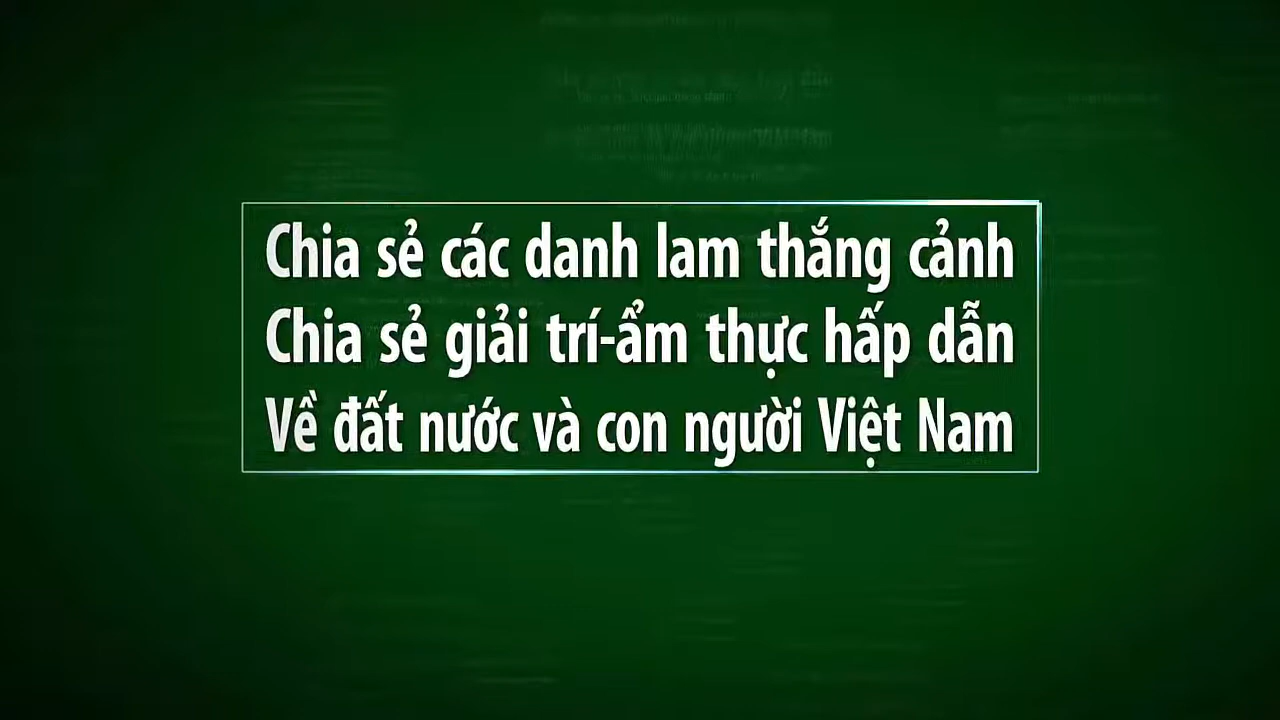 Chia sẻ các danh lam thắng cảnh
Chia sẻ giải trí-ẩm thực hấp dẫn
Về đất nước và con người Việt Nam